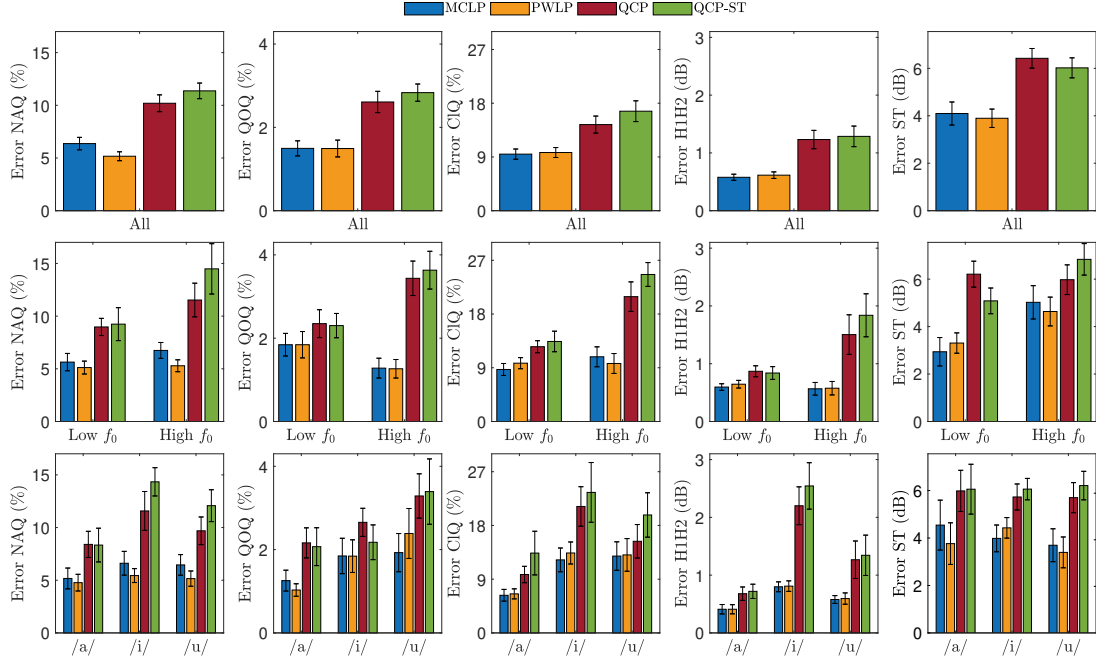 MCLP PWLP QCP QCP-ST
Error NAQ (%)
15
10
5
0
All
Error QOQ (%)
4
2
0
All
Error ClQ (%)
27
18
9
0
All
Error H1H2 (dB)
3
2
1
0
All
Error ST (dB)
6
4
2
0
All
Error NAQ (%)
15
10
5
0
Low f0 High f0
Error QOQ (%)
4
2
0
Low f0 High f0
Error ClQ (%)
27
18
9
0
Low f0 High f0
Error H1H2 (dB)
3
2
1
0
Low f0 High f0
Error ST (dB)
6
4
2
0
Low f0 High f0
Error NAQ (%)
15
10
5
0
/a/ /i/ /u/
Error QOQ (%)
4
2
0
/a/ /i/ /u/
Error ClQ (%)
27
18
9
0
/a/ /i/ /u/
Error H1H2 (dB)
3
2
1
0
/a/ /i/ /u/
Error ST (dB)
6
4
2
0
/a/ /i/ /u/